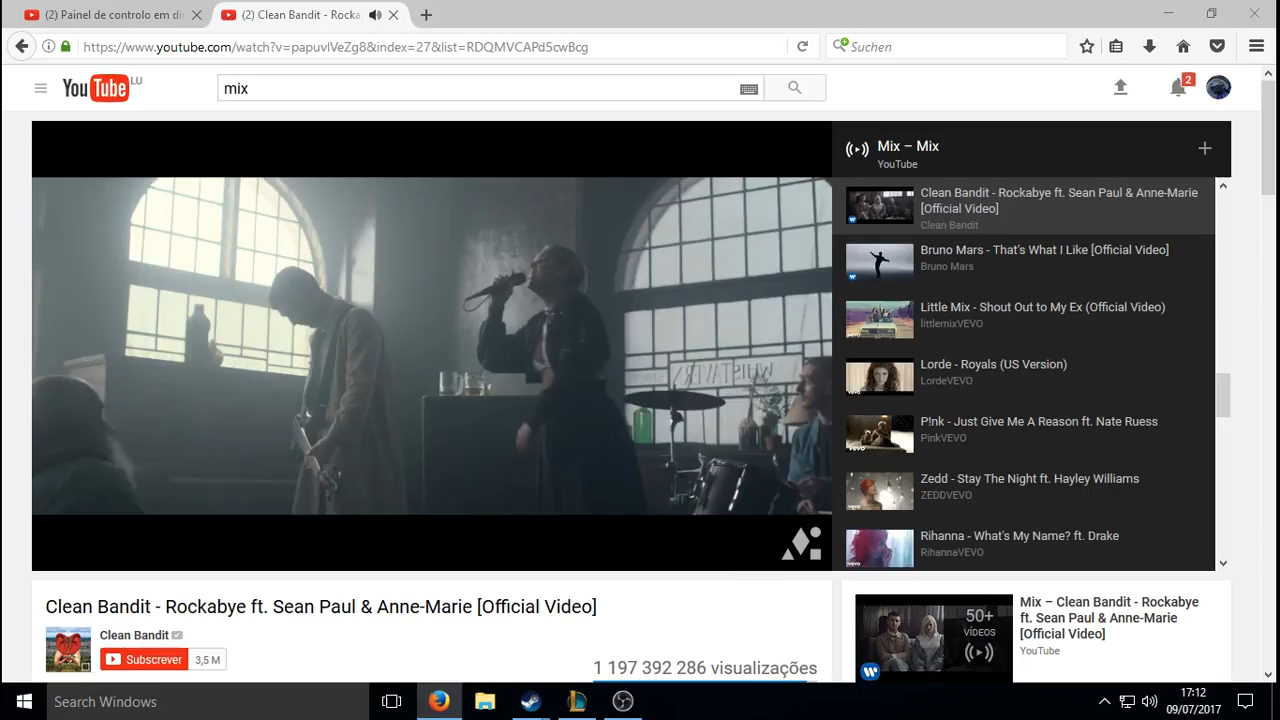 (2) Painel de controlo em di
(2) Clean Bandit - Rocka
https://www.youtube.com/watch?v=papuvlVeZg8&index=27&list=RDQMVCAPd5cwBcg
Suchen
YouTube LU
mix
2
Mix – Mix
YouTube
Clean Bandit - Rockabye ft. Sean Paul & Anne-Marie
[Official Video]
Clean Bandit
Bruno Mars - That's What I Like [Official Video]
Bruno Mars
Little Mix - Shout Out to My Ex (Official Video)
littlemixVEVO
Lorde - Royals (US Version)
LordeVEVO
P!nk - Just Give Me A Reason ft. Nate Ruess
PinkVEVO
Zedd - Stay The Night ft. Hayley Williams
ZEDDVEVO
Rihanna - What's My Name? ft. Drake
RihannaVEVO
Clean Bandit - Rockabye ft. Sean Paul & Anne-Marie [Official Video]
Clean Bandit
Subscrever
3,5 M
1 197 392 286 visualizações
50+
VÍDEOS
Mix – Clean Bandit - Rockabye
ft. Sean Paul & Anne-Marie
[Official Video]
YouTube
Search Windows
17:12
09/07/2017